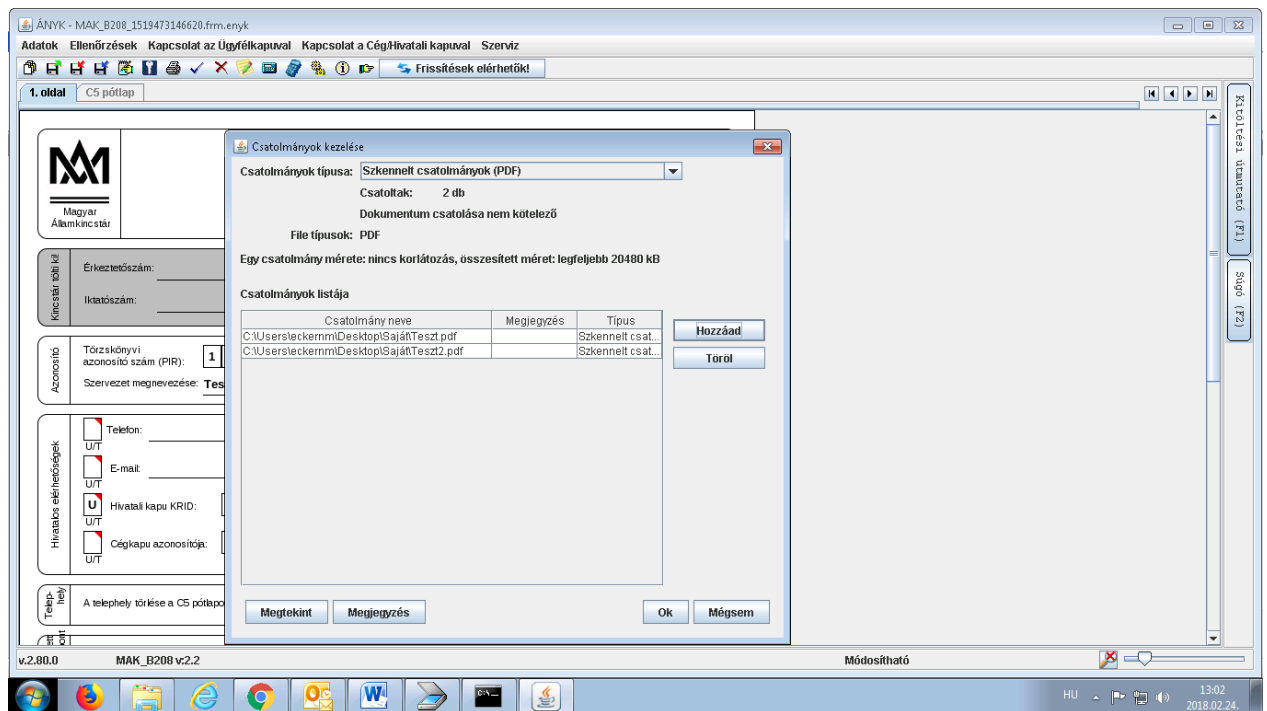 ÁNYK - MAK_B208_1519473146620.frm.enyk
Adatok Ellenőrzések Kapcsolat az Ügyfélkapuval Kapcsolat a Cég/Hivatali kapuval Szerviz
Frissítések elérhetők!
1. oldal C5 pótlap
Kitöltési útmutató (F1)
Súgó (F2)
Magyar
Államkincstár
Kincstár tölti ki!
Érkeztetőszám:
Iktatószám:
Azonosító
Törzskönyvi
azonosító szám (PIR): 1
Szervezet megnevezése: Tes
Hivatalos elérhetőségek
Telefon:
U/T
E-mail:
U/T
U Hivatali kapu KRID:
U/T
Cégkapu azonosítója:
U/T
Telep-
hely
A telephely törlése a C5 pótlapo
Csatolmányok kezelése
Csatolmányok típusa: Szkennelt csatolmányok (PDF)
Csatoltak: 2 db
Dokumentum csatolása nem kötelező
File típusok: PDF
Egy csatolmány mérete: nincs korlátozás, összesített méret: legfeljebb 20480 kB
Csatolmányok listája
Csatolmány neve Megjegyzés Típus
C:\Users\eckernm\Desktop\Saját\Teszt.pdf Szkennelt csat...
C:\Users\eckernm\Desktop\Saját\Teszt2.pdf Szkennelt csat...
Hozzáad
Töröl
Megtekint Megjegyzés Ok Mégsem
v.2.80.0 MAK_B208 v:2.2 Módosítható
HU 13:02
2018.02.24.